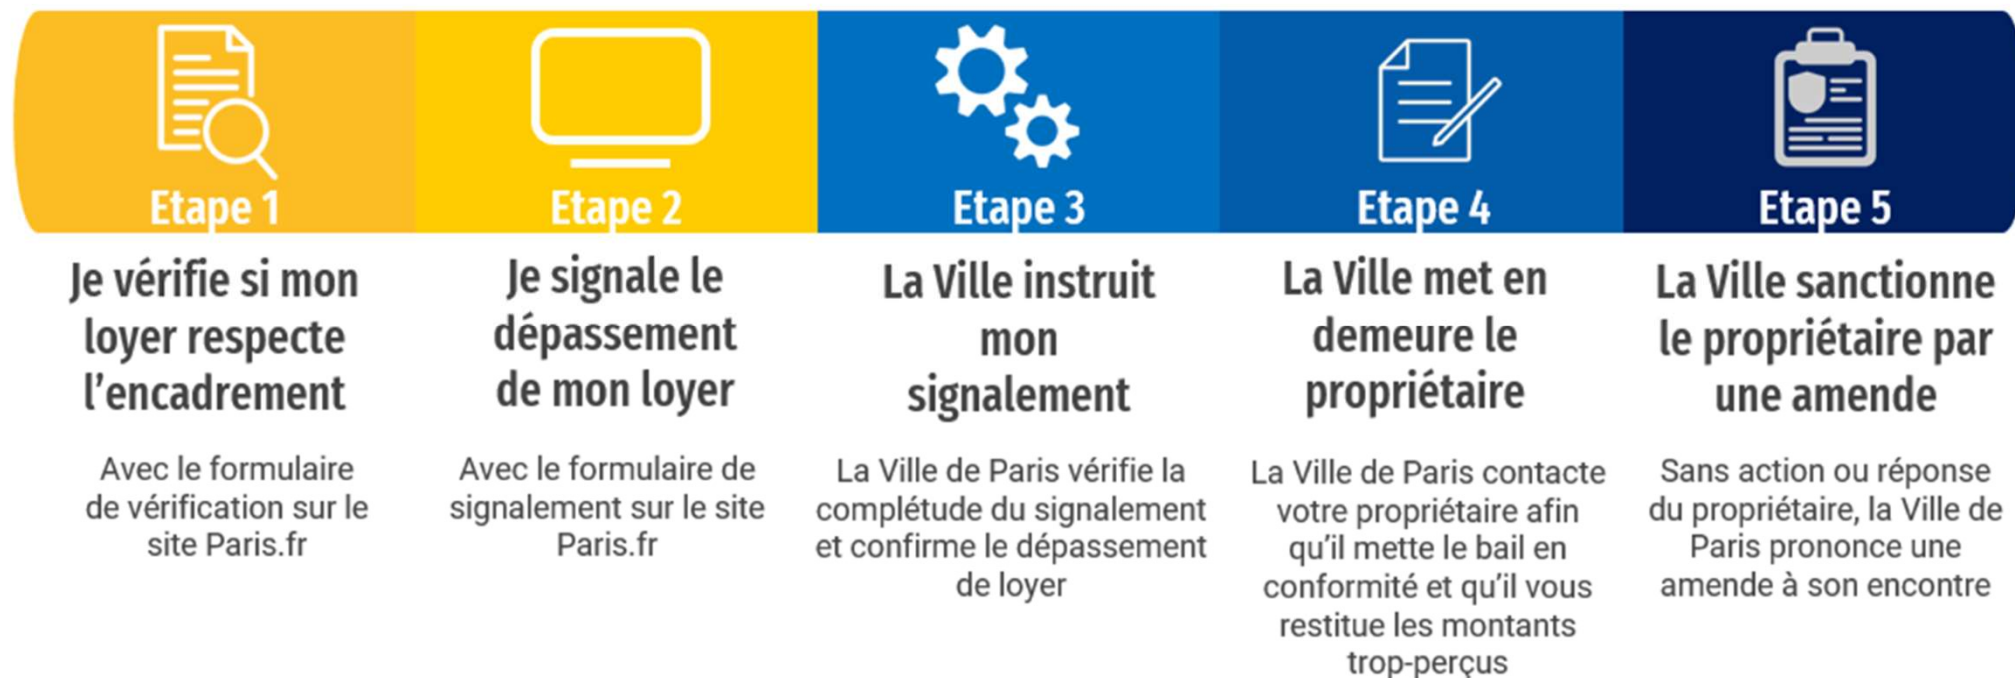 Etape 1
Je vérifie si mon
loyer respecte
l'encadrement
Avec le formulaire
de vérification sur le
site Paris.fr
Etape 2
Je signale le
dépassement
de mon loyer
Avec le formulaire de
signalement sur le site
Paris.fr
Etape 3
La Ville instruit
mon
signalement
La Ville de Paris vérifie la
complétude du signalement
et confirme le dépassement
de loyer
Etape 4
La Ville met en
demeure le
propriétaire
La Ville de Paris contacte
votre propriétaire afin
qu'il mette le bail en
conformité et qu'il vous
restitue les montants
trop-perçus
Etape 5
La Ville sanctionne
le propriétaire par
une amende
Sans action ou réponse
du propriétaire, la Ville de
Paris prononce une
amende à son encontre